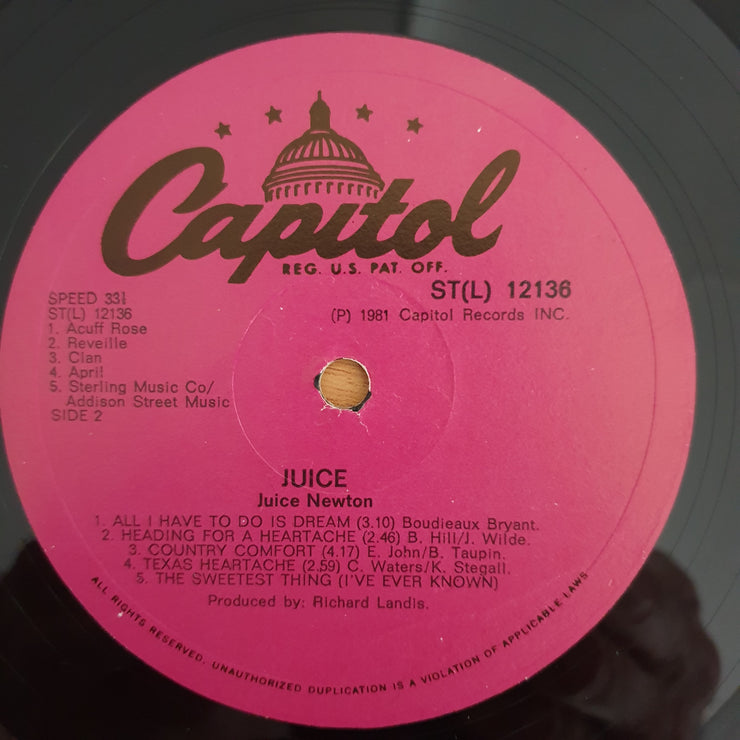 Capitol
REG. U.S. PAT. OFF.
ST(L) 12136
(P) 1981 Capitol Records INC.
SPEED 33⅓
ST(L) 12136
1. Acuff Rose
2. Reveille
3. Clan
4. April
5. Sterling Music Co/
Addison Street Music
SIDE 2
JUICE
Juice Newton
1. ALL I HAVE TO DO IS DREAM (3.10) Boudieaux Bryant.
2. HEADING FOR A HEARTACHE (2.46) B. Hill/J. Wilde.
3. COUNTRY COMFORT (4.17) E. John/B. Taupin.
4. TEXAS HEARTACHE (2.59) C. Waters/K. Stegall.
5. THE SWEETEST THING (I'VE EVER KNOWN)
Produced by: Richard Landis.
ALL RIGHTS RESERVED. UNAUTHORIZED DUPLICATION IS A VIOLATION OF APPLICABLE LAWS